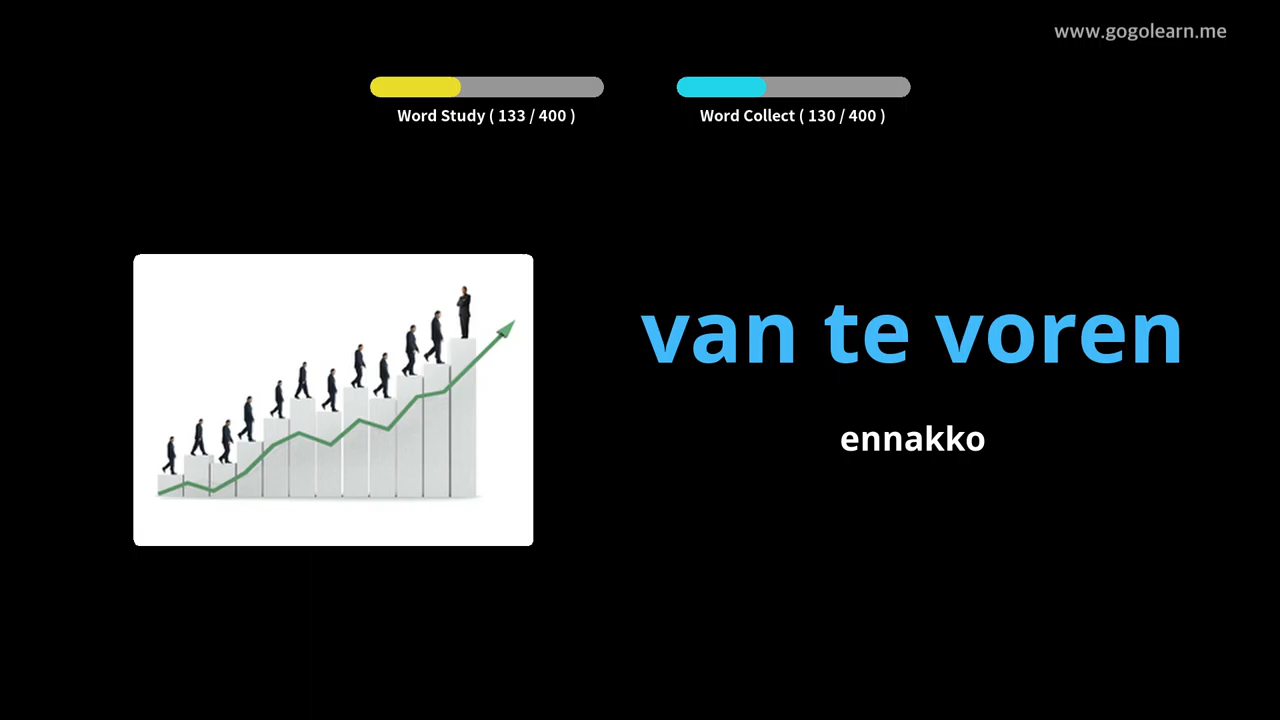 www.gogolearn.me
Word Study ( 133 / 400 )
Word Collect ( 130 / 400 )
van te voren
ennakko